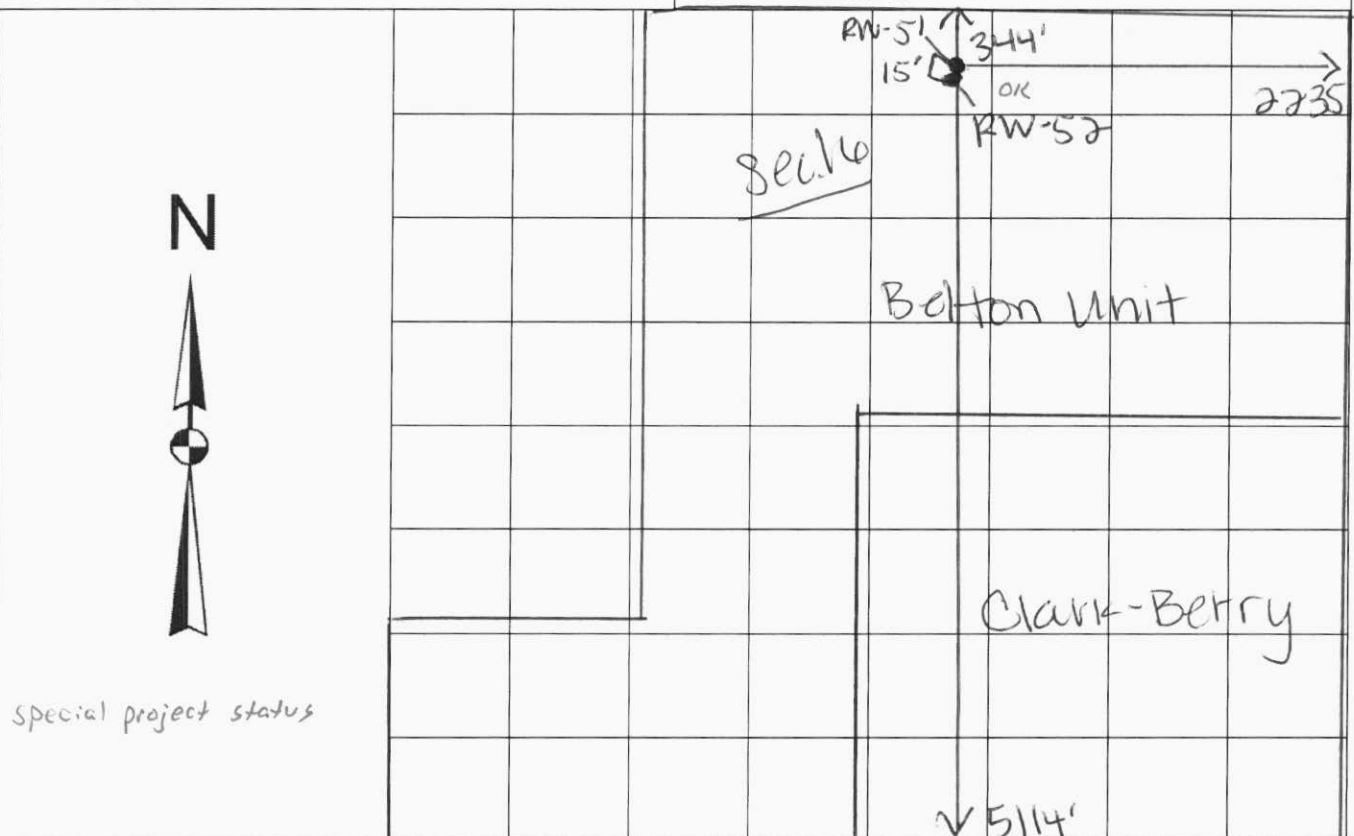 RW-51
344'
15'
OK
2235
RW-52
Sec.16
N
Belton Unit
Clark-Berry
special project status
5114'